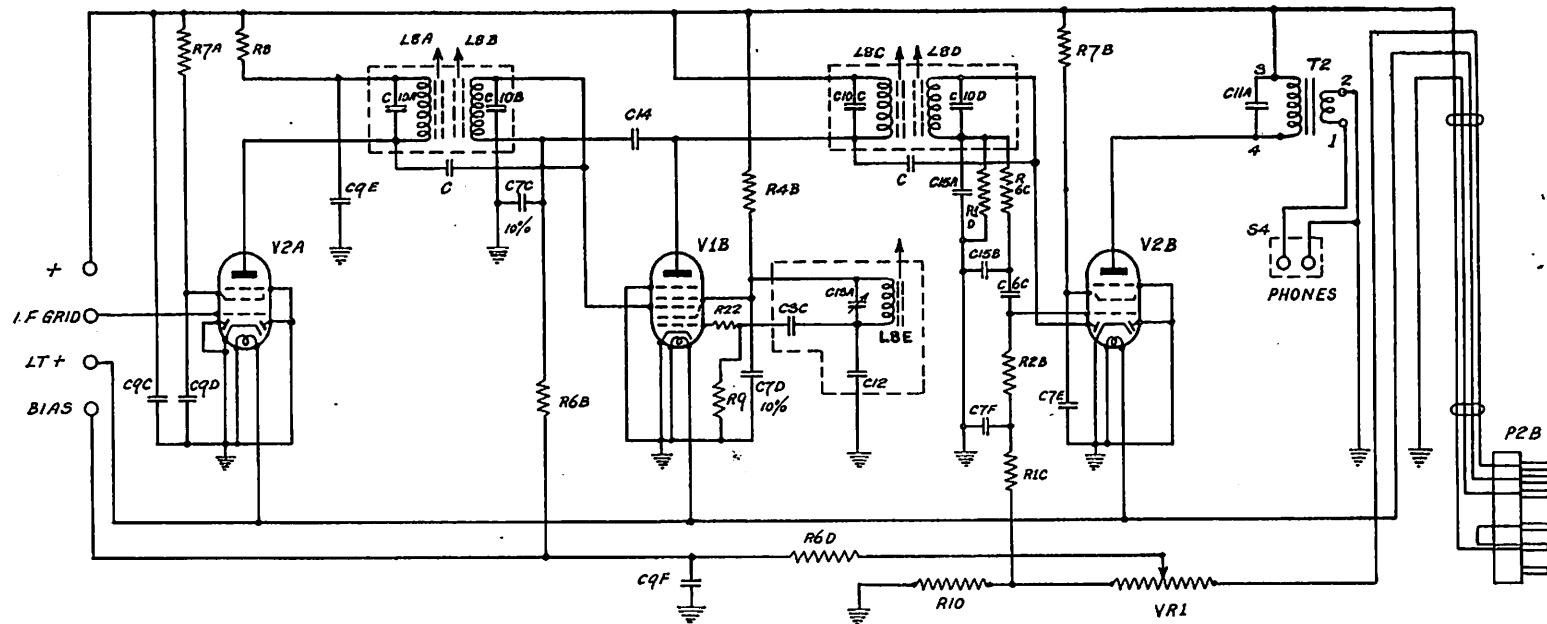 R7A
R8
L8A
L8B
C10A
C10B
C14
C
C9E
C7C
10%
R4B
L8C
L8D
C10C
C10D
C
C15A
R1D
R6C
R7B
3
C11A
4
T2
2
1
S4
PHONES
V2A
V1B
V2B
+
I.F GRID
LT +
BIAS
C9C
C9D
R6B
R22
R9
C7D
10%
C3C
C13A
L8E
C12
C15B
C6C
R2B
C7F
R1C
C7E
P2B
C9F
R6D
R10
VR1